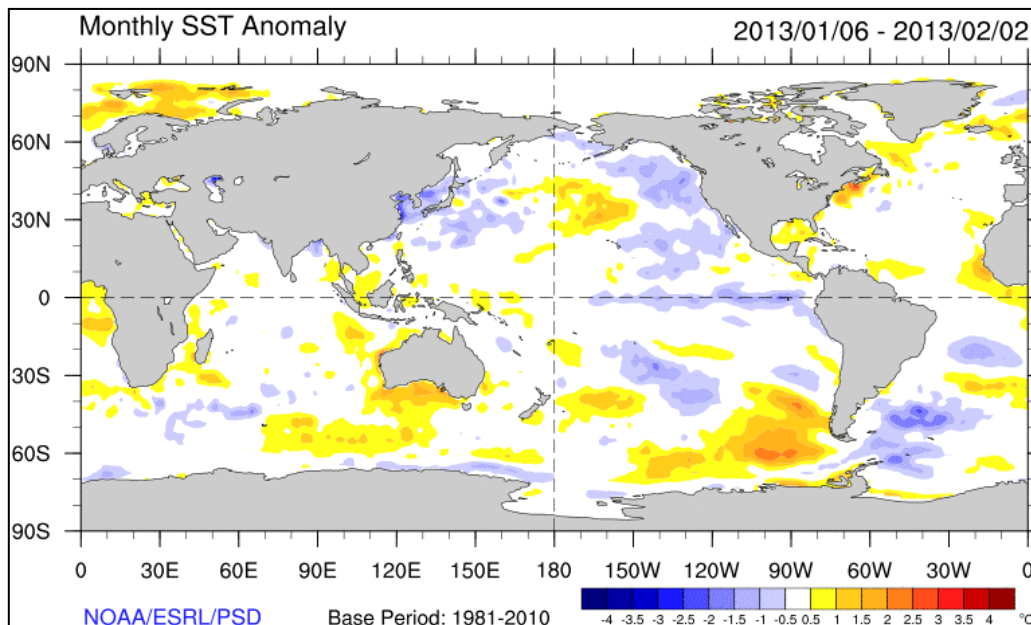 Monthly SST Anomaly 2013/01/06 - 2013/02/02
90N
60N
30N
0
30S
60S
90S
0 30E 60E 90E 120E 150E 180 150W 120W 90W 60W 30W 0
NOAA/ESRL/PSD Base Period: 1981-2010
-4 -3.5 -3 -2.5 -2 -1.5 -1 -0.5 0.5 1 1.5 2 2.5 3 3.5 4 °C